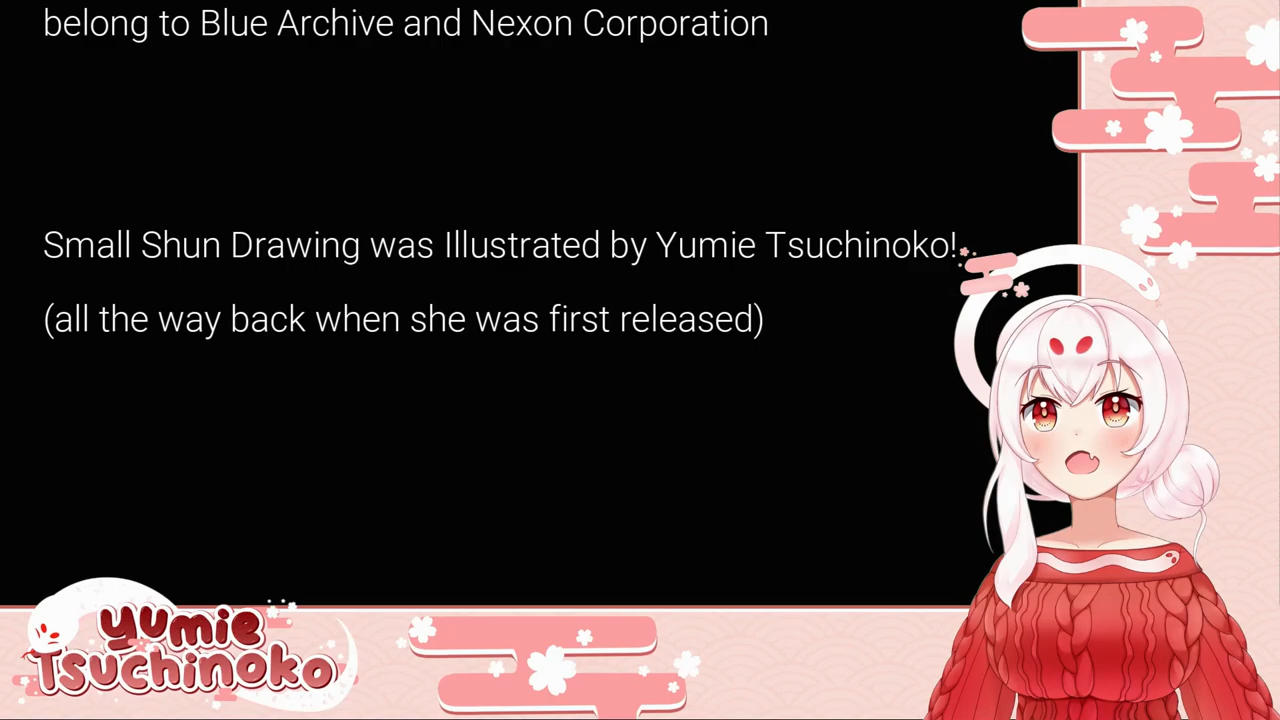 belong to Blue Archive and Nexon Corporation
Small Shun Drawing was Illustrated by Yumie Tsuchinoko!
(all the way back when she was first released)
yumie
Tsuchinoko